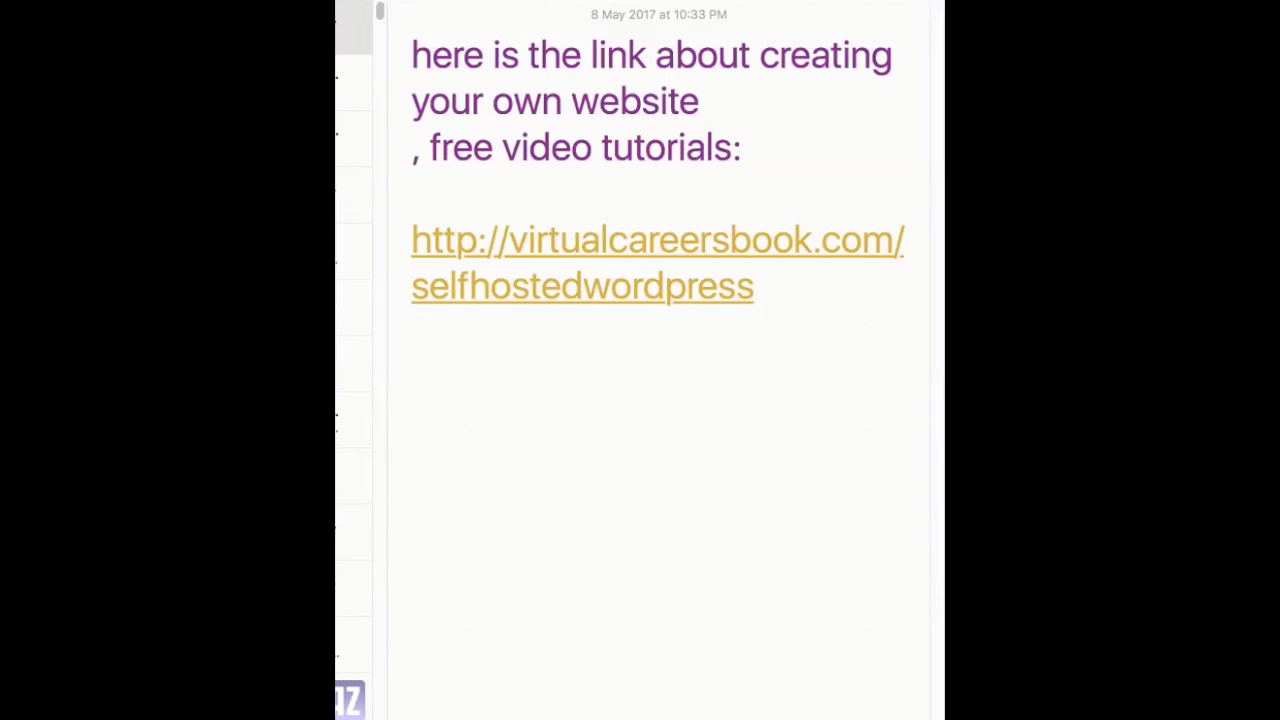 8 May 2017 at 10:33 PM
here is the link about creating
your own website
, free video tutorials:
http://virtualcareersbook.com/
selfhostedwordpress
AZ